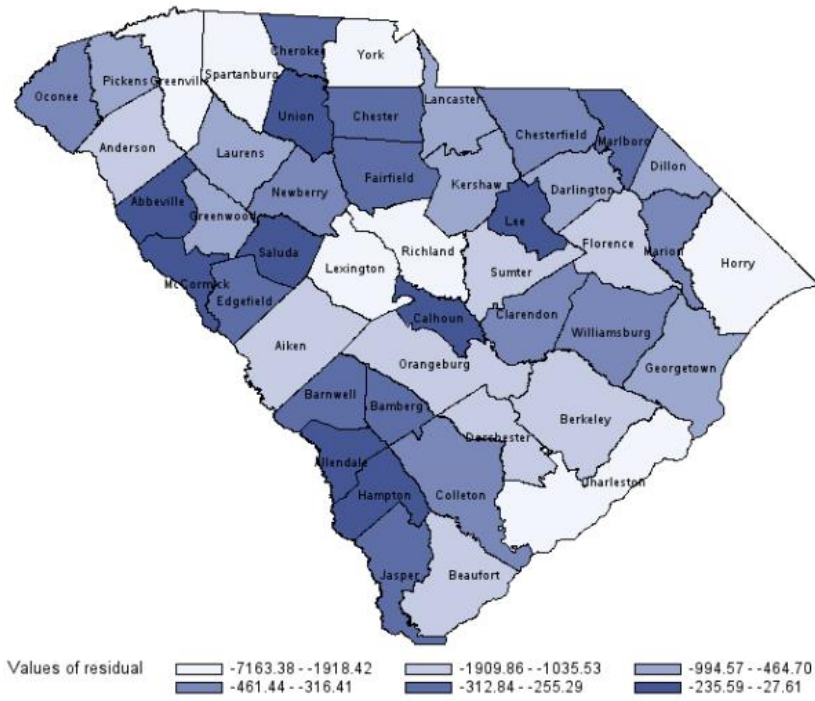 Cherokee
York
Spartanburg
Greenville
Pickens
Oconee
Union
Chester
Lancaster
Chesterfield
Marlboro
Anderson
Laurens
Dillon
Fairfield
Kershaw
Darlington
Newberry
Abbeville
Greenwood
Lee
Florence
Marion
Saluda
Richland
Horry
Lexington
Sumter
McCormick
Edgefield
Calhoun
Clarendon
Williamsburg
Aiken
Orangeburg
Georgetown
Barnwell
Bamberg
Berkeley
Dorchester
Allendale
Charleston
Hampton
Colleton
Jasper
Beaufort
Values of residual -7163.38 - -1918.42 -1909.86 - -1035.53 -994.57 - -464.70
-461.44 - -316.41 -312.84 - -255.29 -235.59 - -27.61